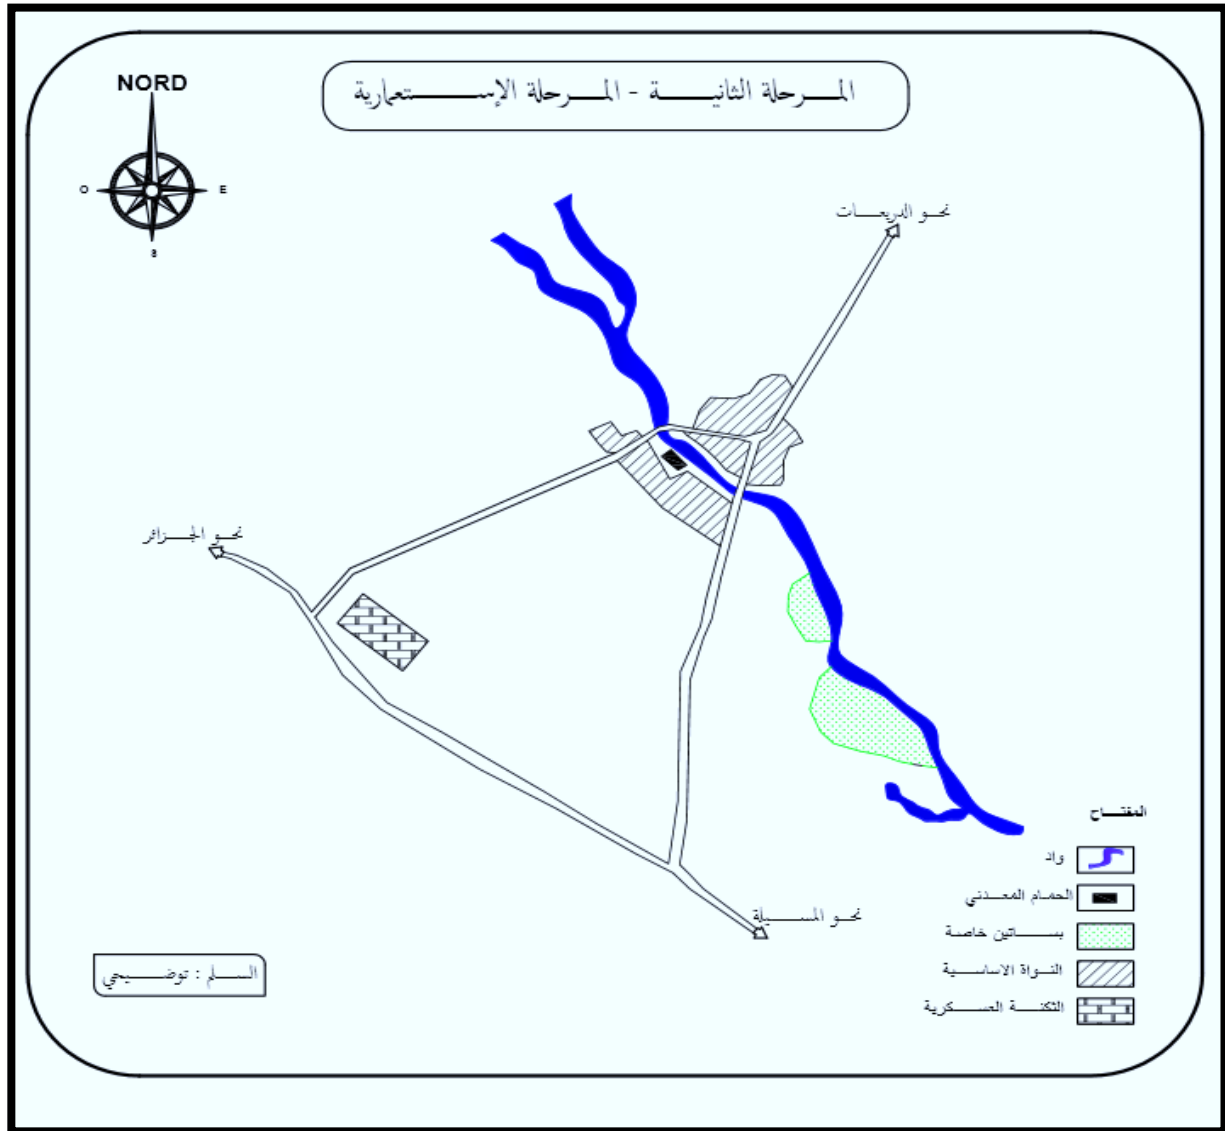 المرحلة الثانية - المرحلة الإستعمارية
NORD
O
E
S
نحو الدريعات
نحو الجزائر
نحو المسيلة
المفتاح
واد
الحمام المعدني
بساتين خاصة
النواة الاساسية
الثكنة العسكرية
السلم : توضيحي